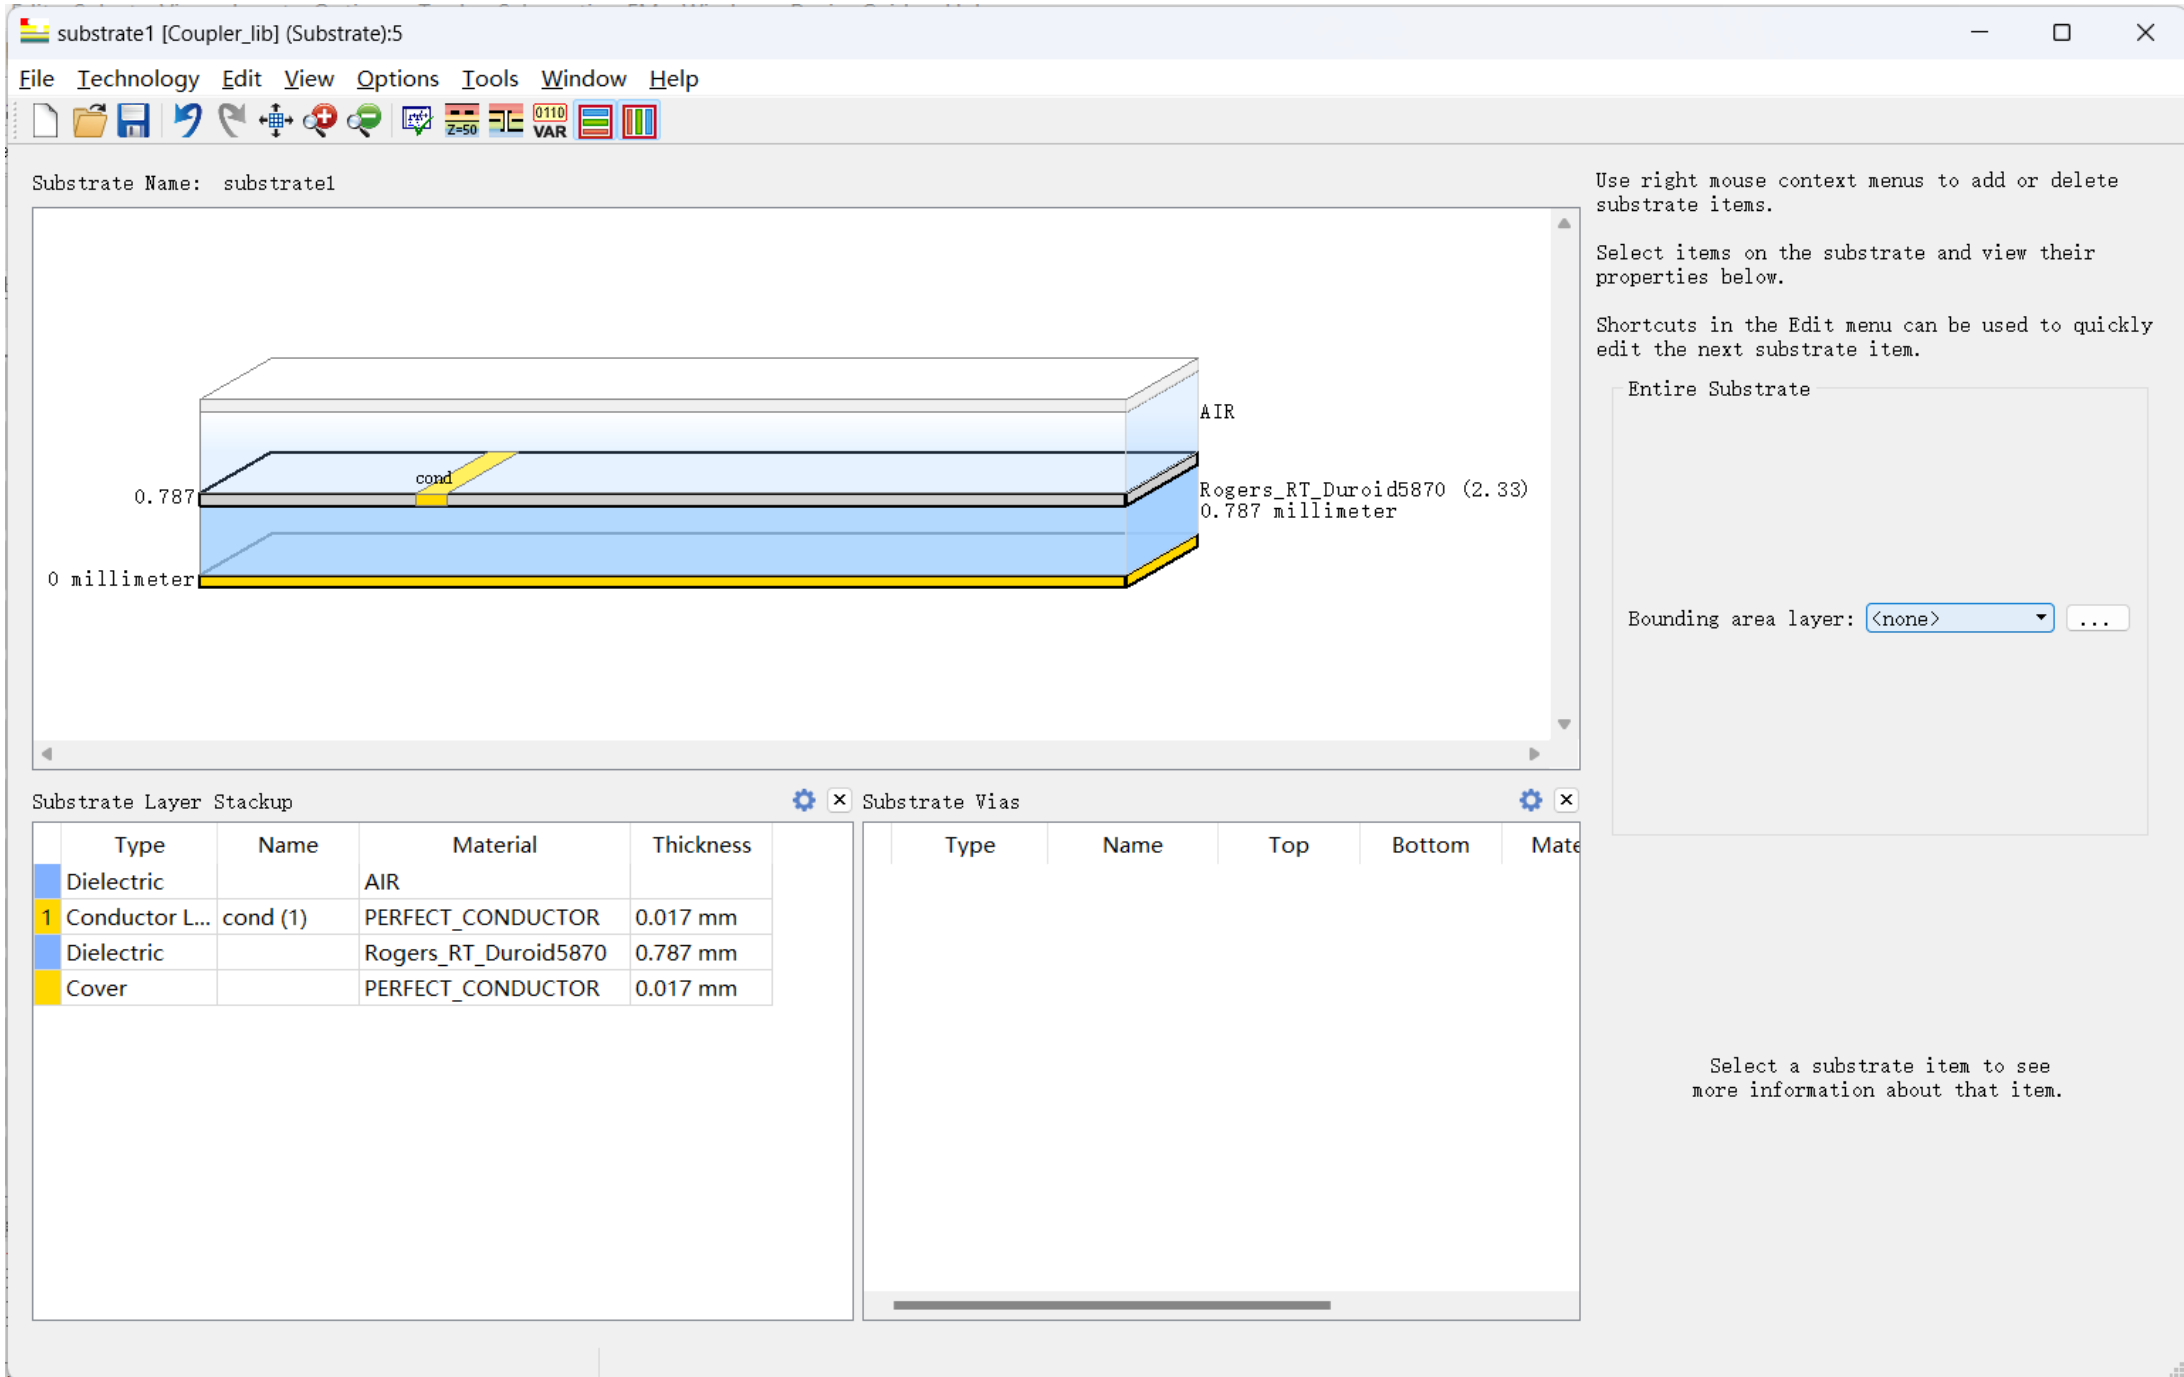 substrate1 [Coupler_lib] (Substrate):5
File Technology Edit View Options Tools Window Help
Z=50
0110
VAR
Substrate Name: substrate1
AIR
cond
0.787
Rogers_RT_Duroid5870 (2.33)
0.787 millimeter
0 millimeter
Use right mouse context menus to add or delete
substrate items.
Select items on the substrate and view their
properties below.
Shortcuts in the Edit menu can be used to quickly
edit the next substrate item.
Entire Substrate
Bounding area layer: <none> ...
Substrate Layer Stackup
Type Name Material Thickness
Dielectric AIR
1 Conductor L... cond (1) PERFECT_CONDUCTOR 0.017 mm
Dielectric Rogers_RT_Duroid5870 0.787 mm
Cover PERFECT_CONDUCTOR 0.017 mm
Substrate Vias
Type Name Top Bottom Mate
Select a substrate item to see
more information about that item.